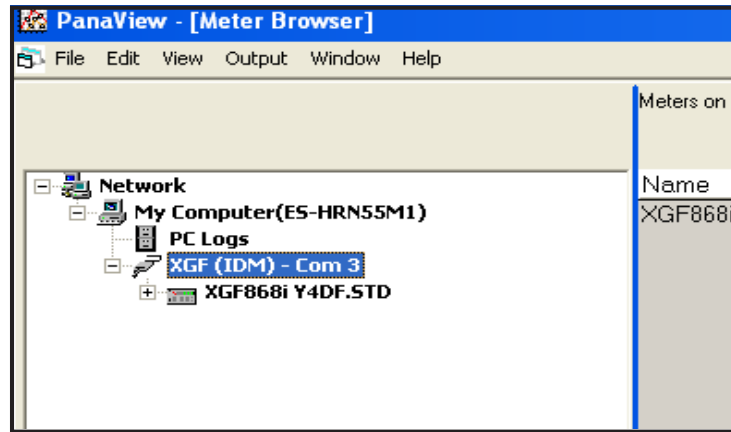 PanaView - [Meter Browser]
File Edit View Output Window Help
Meters on
Network
Name
My Computer(ES-HRN55M1)
XGF868i
PC Logs
XGF (IDM) - Com 3
XGF868i Y4DF.STD